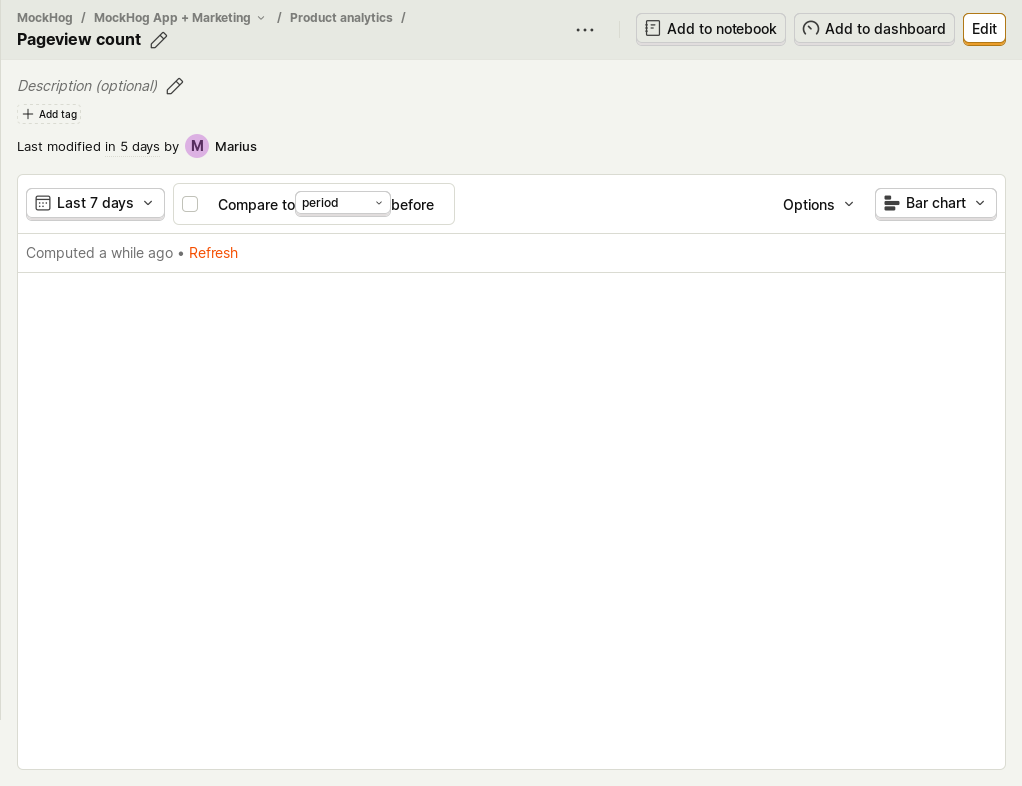 MockHog / MockHog App + Marketing / Product analytics /
Pageview count
Add to notebook
Add to dashboard
Edit
Description (optional)
Add tag
Last modified in 5 days by M Marius
Last 7 days
Compare to period before
Options
Bar chart
Computed a while ago • Refresh